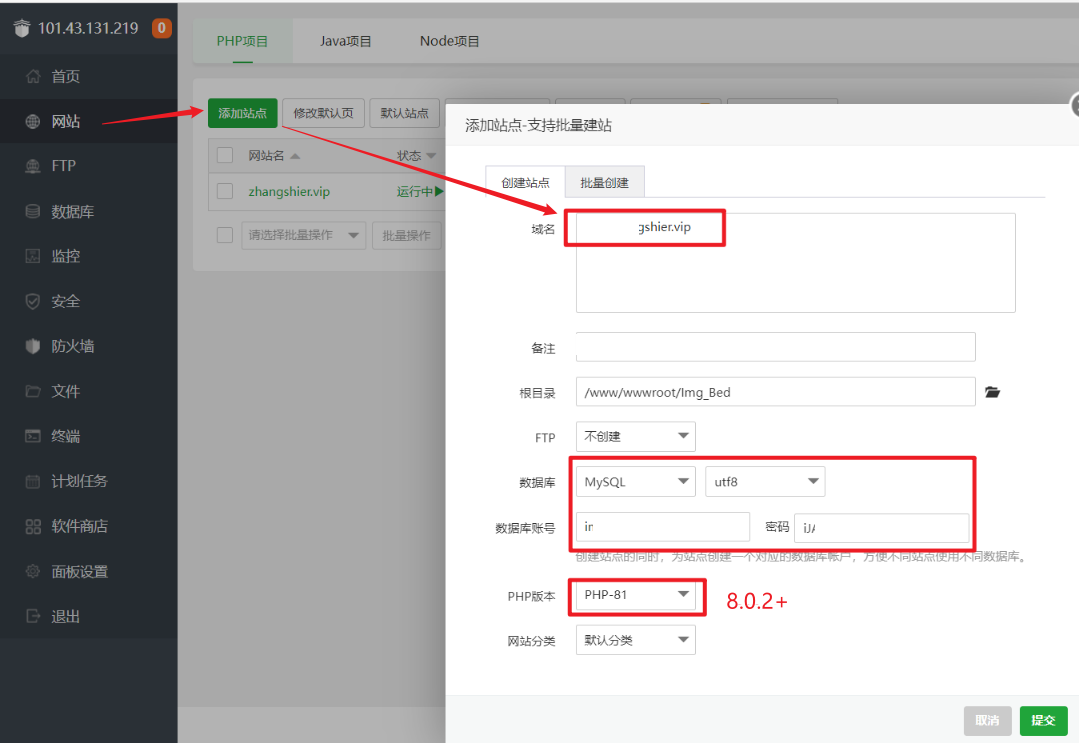 101.43.131.219 0
首页
网站
FTP
数据库
监控
安全
防火墙
文件
终端
计划任务
软件商店
面板设置
退出
PHP项目 Java项目 Node项目
添加站点 修改默认页 默认站点
网站名 状态
zhangshier.vip 运行中
请选择批量操作 批量操作
添加站点-支持批量建站
创建站点 批量创建
域名 gshier.vip
备注
根目录 /www/wwwroot/Img_Bed
FTP 不创建
数据库 MySQL utf8
数据库账号 密码
创建站点的同时，为站点创建一个对应的数据库帐户，方便不同站点使用不同数据库。
PHP版本 PHP-81 8.0.2+
网站分类 默认分类
取消 提交